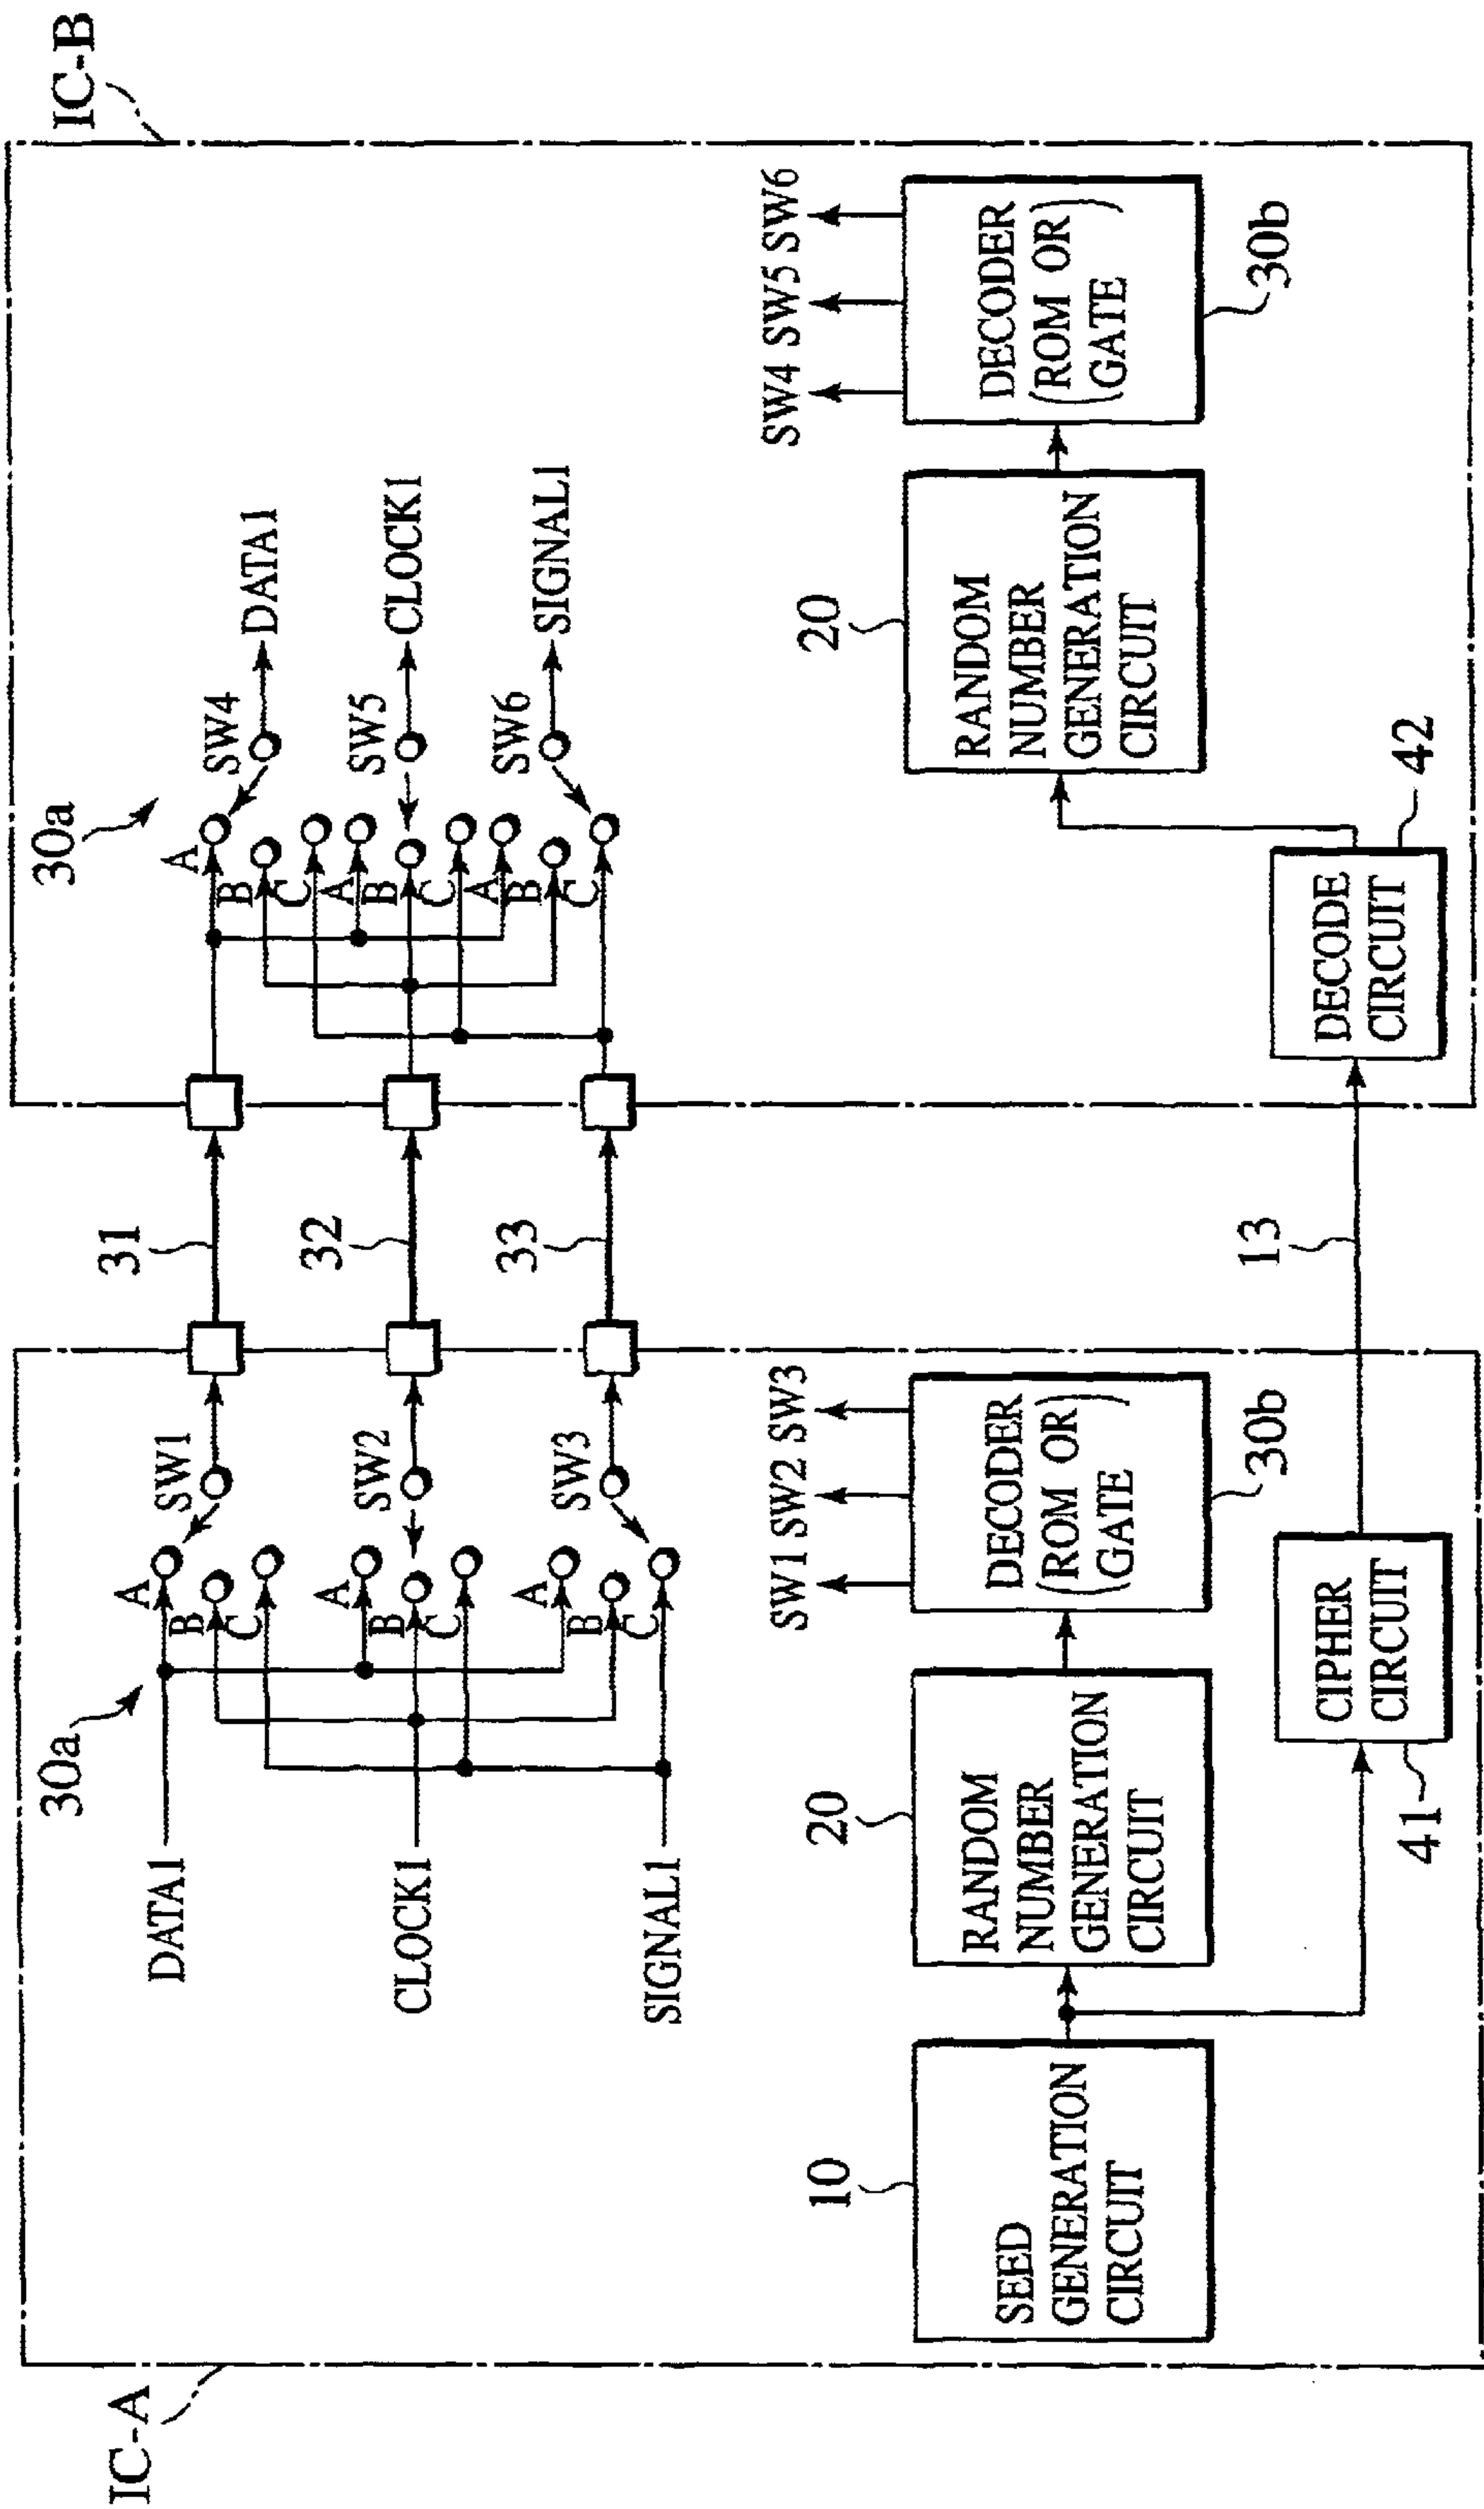 IC-A
IC-B
30a
DATA1
CLOCK1
SIGNAL1
A
B
C
A
B
C
A
B
C
SW1
SW2
SW3
31
32
33
30a
A
B
C
A
B
C
A
B
C
SW4
SW5
SW6
DATA1
CLOCK1
SIGNAL1
10
SEED
GENERATION
CIRCUIT
20
RANDOM
NUMBER
GENERATION
CIRCUIT
SW1 SW2 SW3
DECODER
(ROM OR)
GATE
30b
41
CIPHER
CIRCUIT
13
DECODE
CIRCUIT
42
20
RANDOM
NUMBER
GENERATION
CIRCUIT
SW4 SW5 SW6
DECODER
(ROM OR)
GATE
30b